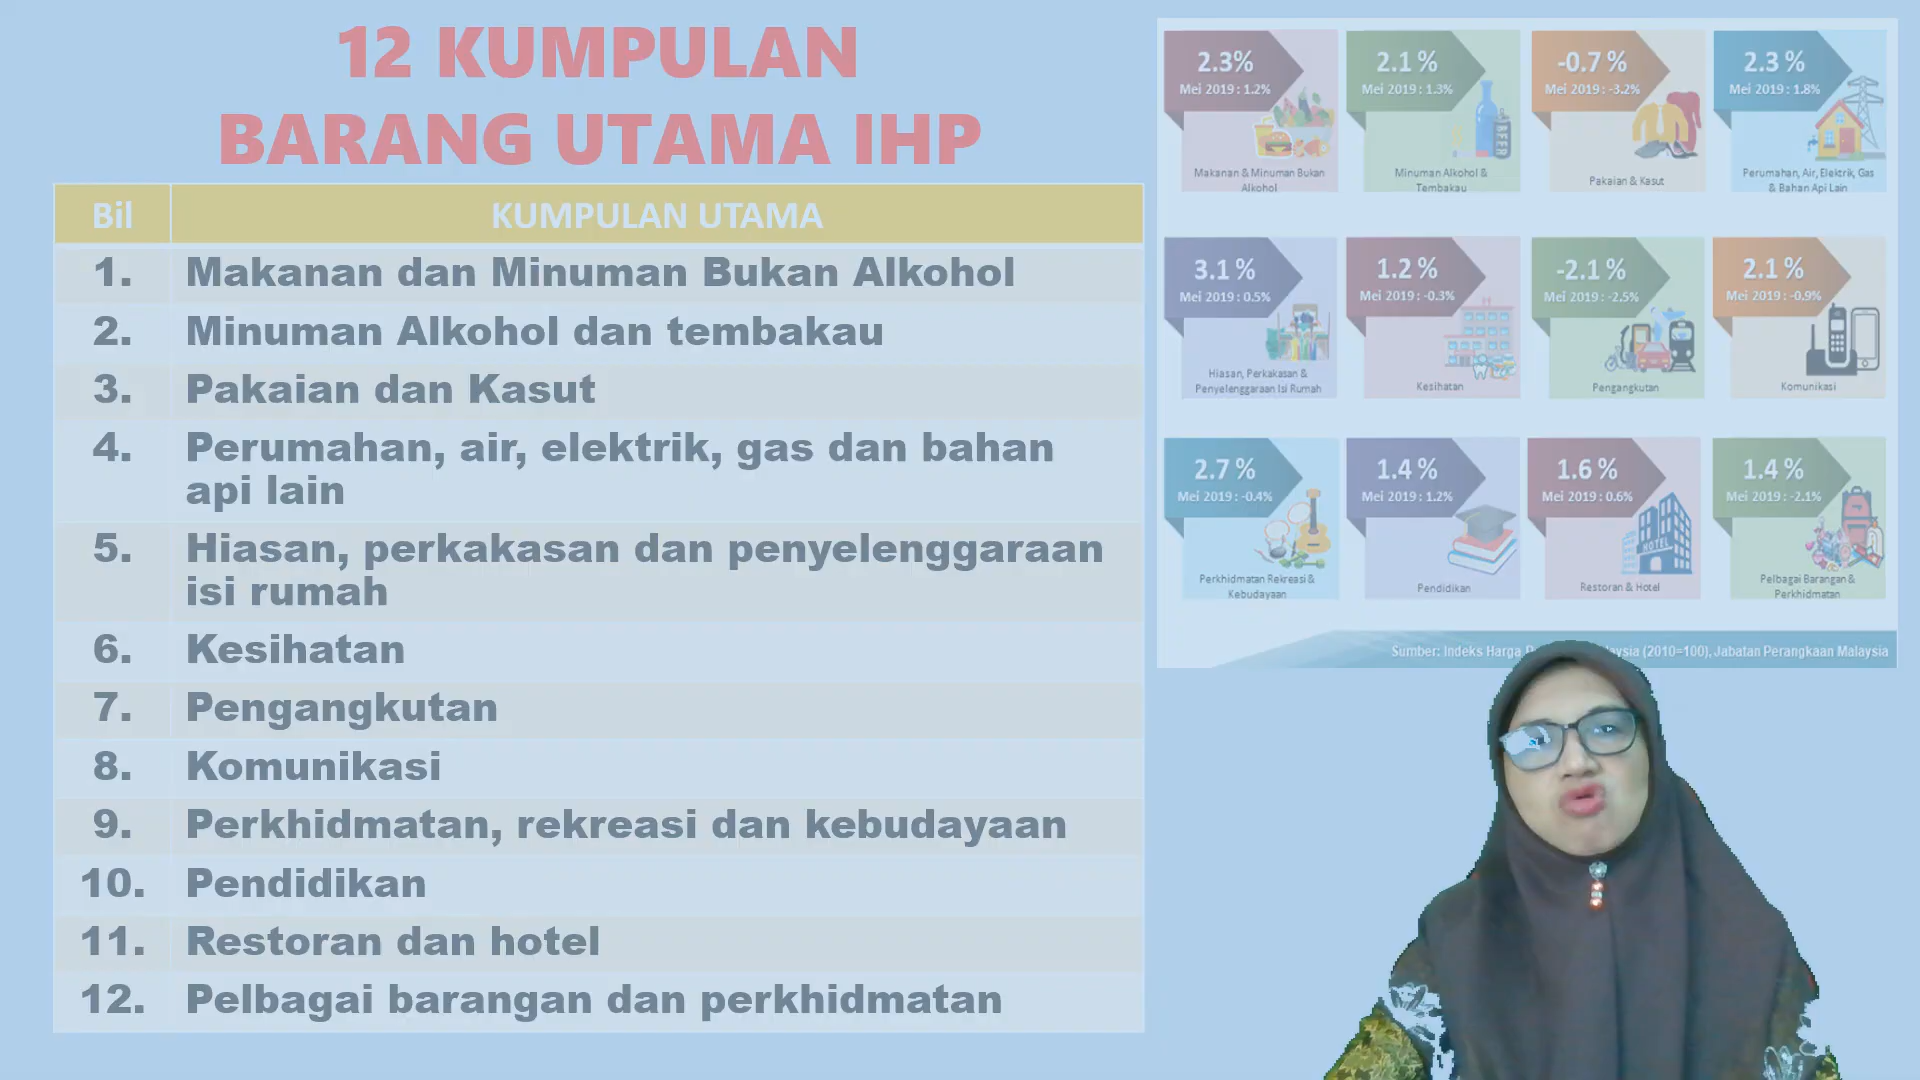 12 KUMPULAN
BARANG UTAMA IHP
Bil KUMPULAN UTAMA
1. Makanan dan Minuman Bukan Alkohol
2. Minuman Alkohol dan tembakau
3. Pakaian dan Kasut
4. Perumahan, air, elektrik, gas dan bahan
api lain
5. Hiasan, perkakasan dan penyelenggaraan
isi rumah
6. Kesihatan
7. Pengangkutan
8. Komunikasi
9. Perkhidmatan, rekreasi dan kebudayaan
10. Pendidikan
11. Restoran dan hotel
12. Pelbagai barangan dan perkhidmatan
2.3%
Mei 2019 : 1.2%
Makanan & Minuman Bukan
Alkohol
2.1 %
Mei 2019 : 1.3%
BEER
Minuman Alkohol &
Tembakau
-0.7 %
Mei 2019 : -3.2%
Pakaian & Kasut
2.3 %
Mei 2019 : 1.8%
Perumahan, Air, Elektrik, Gas
& Bahan Api Lain
3.1 %
Mei 2019 : 0.5%
Hiasan, Perkakasan &
Penyelenggaraan Isi Rumah
1.2 %
Mei 2019 : -0.3%
Kesihatan
-2.1 %
Mei 2019 : -2.5%
Pengangkutan
2.1 %
Mei 2019 : -0.9%
Komunikasi
2.7 %
Mei 2019 : -0.4%
Perkhidmatan Rekreasi &
Kebudayaan
1.4 %
Mei 2019 : 1.2%
Pendidikan
1.6 %
Mei 2019 : 0.6%
HOTEL
Restoran & Hotel
1.4 %
Mei 2019 : -2.1%
Pelbagai Barangan &
Perkhidmatan
Sumber: Indeks Harga (2010=100), Jabatan Perangkaan Malaysia